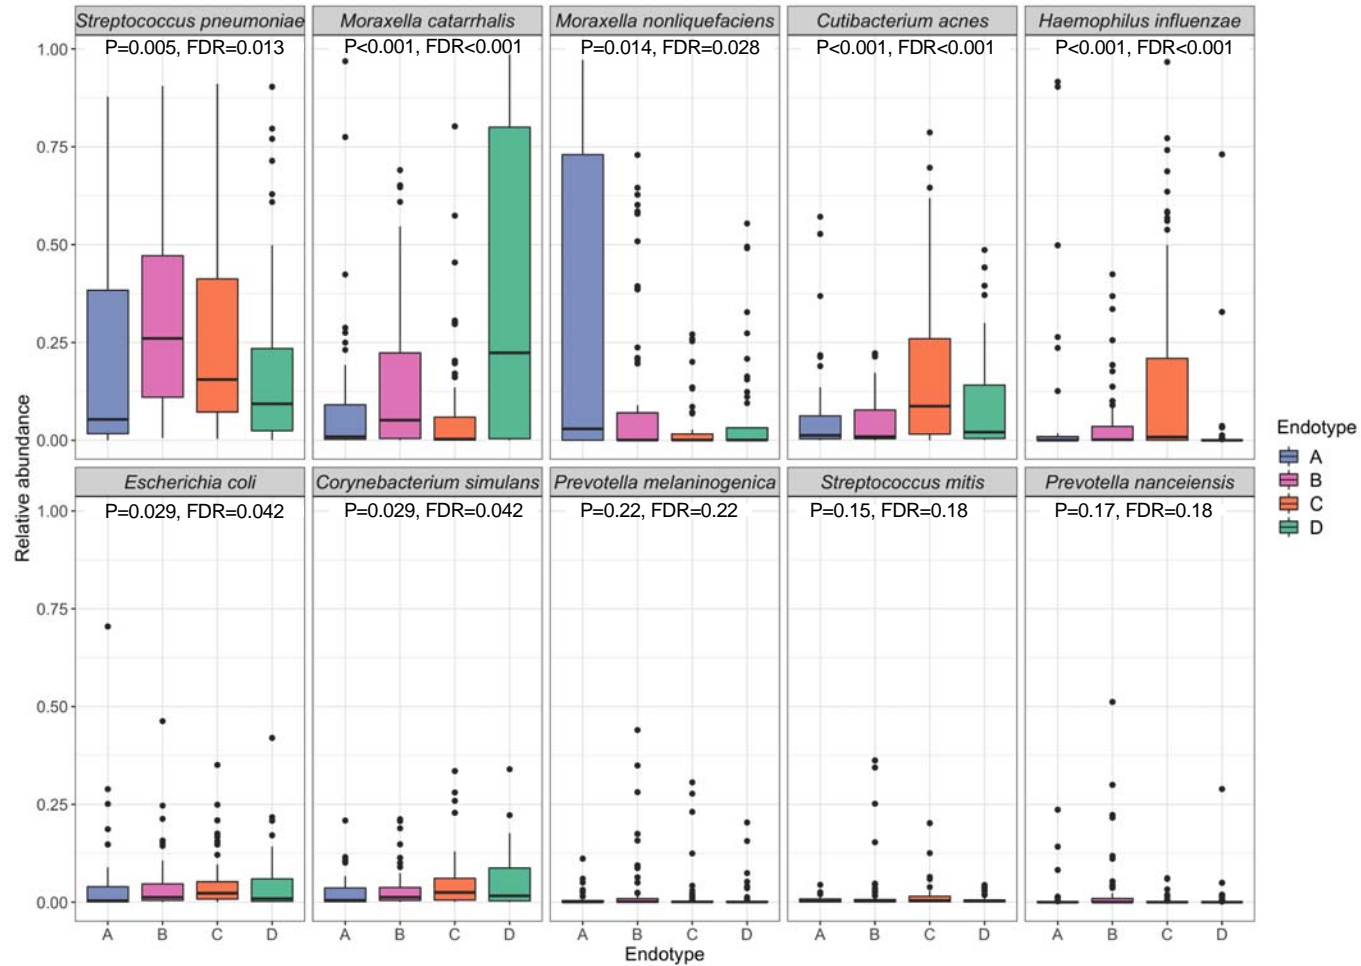 Streptococcus pneumoniae Moraxella catarrhalis Moraxella nonliquefaciens Cutibacterium acnes Haemophilus influenzae
1.00 P=0.005, FDR=0.013 P<0.001, FDR<0.001 P=0.014, FDR=0.028 P<0.001, FDR<0.001 P<0.001, FDR<0.001
0.75
0.50
0.25
0.00
Escherichia coli Corynebacterium simulans Prevotella melaninogenica Streptococcus mitis Prevotella nanceiensis
1.00 P=0.029, FDR=0.042 P=0.029, FDR=0.042 P=0.22, FDR=0.22 P=0.15, FDR=0.18 P=0.17, FDR=0.18
0.75
0.50
0.25
0.00
A B C D A B C D A B C D A B C D A B C D
Endotype
Relative abundance
Endotype
A
B
C
D